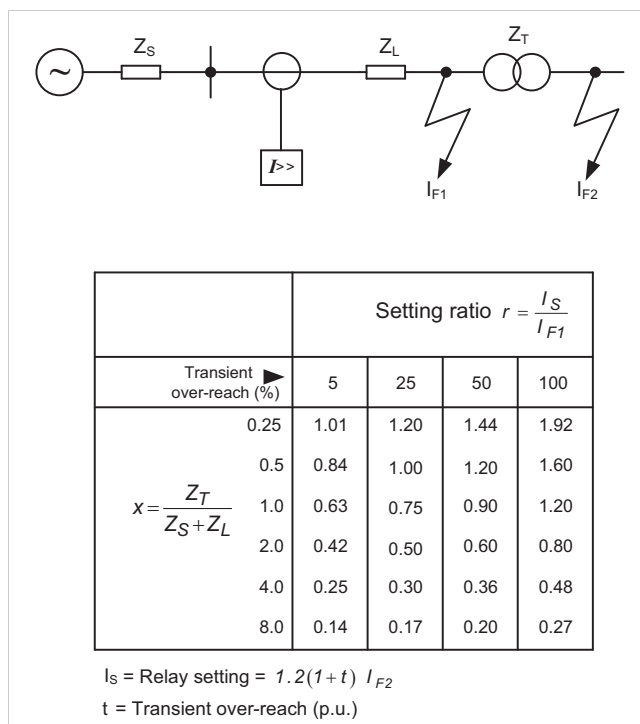 Z_S Z_L Z_T
~
I>>
I_F1 I_F2
Setting ratio r = I_S / I_F1
Transient ► over-reach (%) 5 25 50 100
x = Z_T / (Z_S + Z_L)
0.25 1.01 1.20 1.44 1.92
0.5 0.84 1.00 1.20 1.60
1.0 0.63 0.75 0.90 1.20
2.0 0.42 0.50 0.60 0.80
4.0 0.25 0.30 0.36 0.48
8.0 0.14 0.17 0.20 0.27
I_S = Relay setting = 1.2(1+t) I_F2
t = Transient over-reach (p.u.)